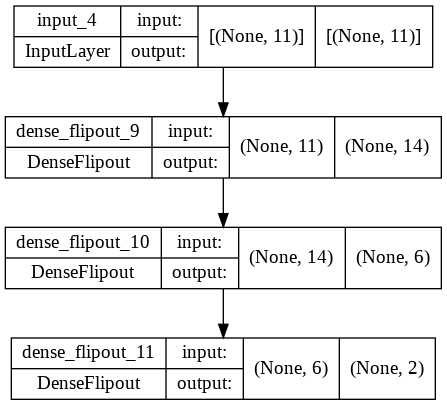 input_4 input: [(None, 11)] [(None, 11)]
InputLayer output:
dense_flipout_9 input: (None, 11) (None, 14)
DenseFlipout output:
dense_flipout_10 input: (None, 14) (None, 6)
DenseFlipout output:
dense_flipout_11 input: (None, 6) (None, 2)
DenseFlipout output: